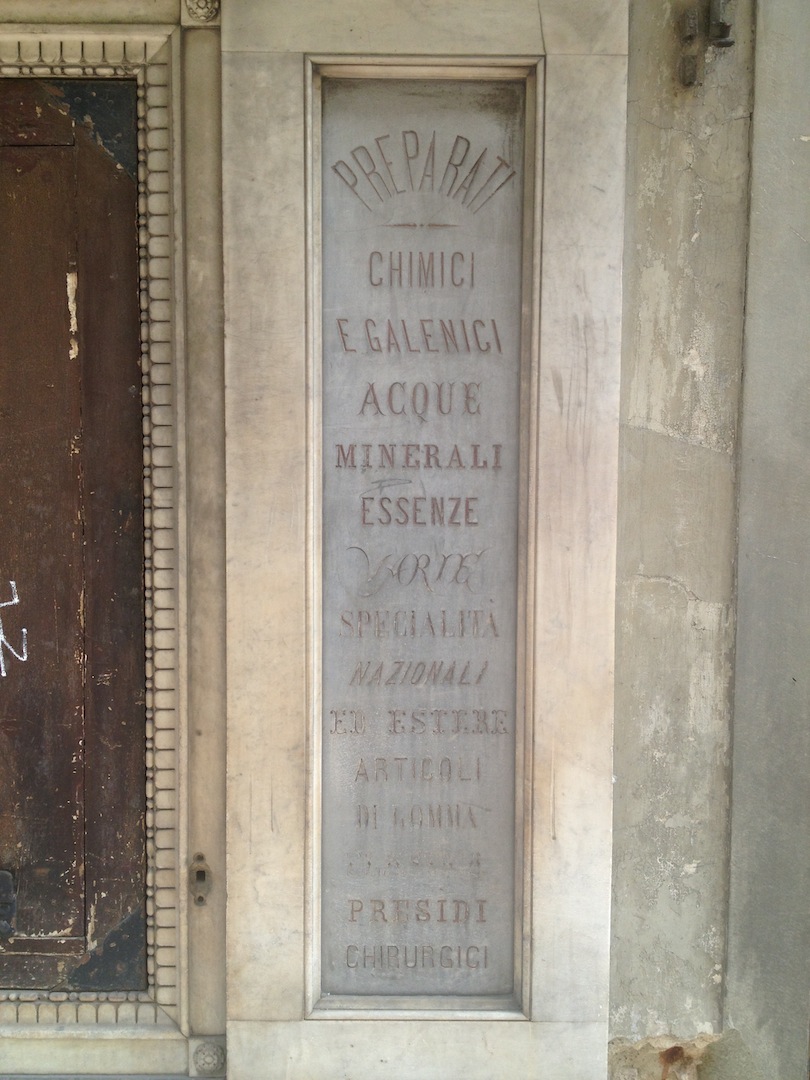 PREPARATI
CHIMICI
E GALENICI
ACQUE
MINERALI
ESSENZE
VARIE
SPECIALITÀ
NAZIONALI
ED ESTERE
ARTICOLI
DI GOMMA
PRESIDI
CHIRURGICI